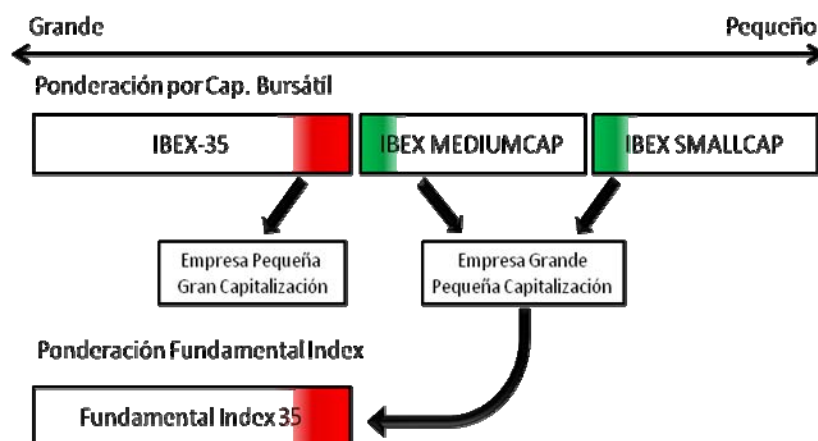 Grande Pequeño
Ponderación por Cap. Bursátil
IBEX-35 IBEX MEDIUMCAP IBEX SMALLCAP
Empresa Pequeña
Gran Capitalización
Empresa Grande
Pequeña Capitalización
Ponderación Fundamental Index
Fundamental Index 35